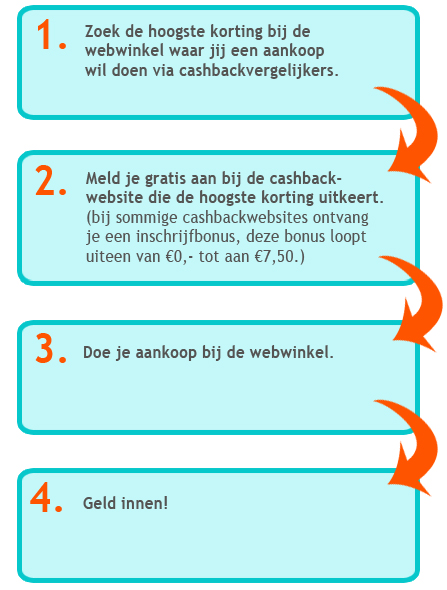 1. Zoek de hoogste korting bij de
webwinkel waar jij een aankoop
wil doen via cashbackvergelijkers.
2. Meld je gratis aan bij de cashback-
website die de hoogste korting uitkeert.
(bij sommige cashbackwebsites ontvang
je een inschrijfbonus, deze bonus loopt
uiteen van €0,- tot aan €7,50.)
3. Doe je aankoop bij de webwinkel.
4. Geld innen!